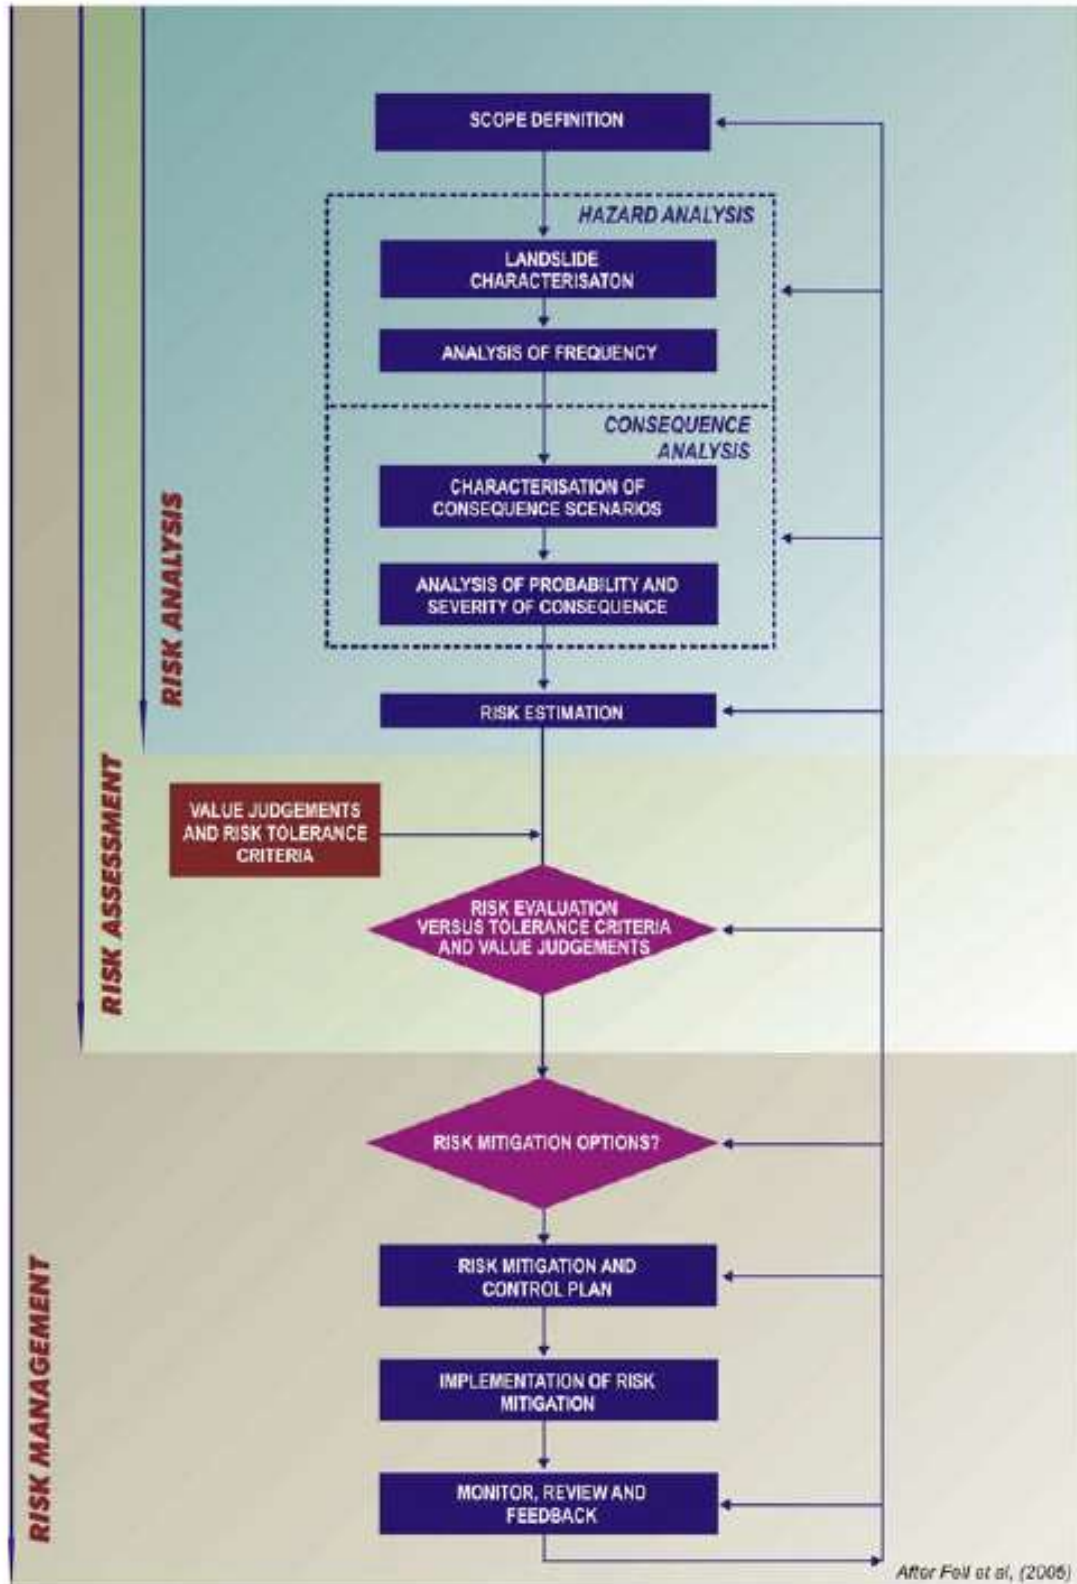 SCOPE DEFINITION
HAZARD ANALYSIS
LANDSLIDE
CHARACTERISATON
ANALYSIS OF FREQUENCY
CONSEQUENCE
ANALYSIS
CHARACTERISATION OF
CONSEQUENCE SCENARIOS
ANALYSIS OF PROBABILITY AND
SEVERITY OF CONSEQUENCE
RISK ANALYSIS
RISK ESTIMATION
VALUE JUDGEMENTS
AND RISK TOLERANCE
CRITERIA
RISK ASSESSMENT
RISK EVALUATION
VERSUS TOLERANCE CRITERIA
AND VALUE JUDGEMENTS
RISK MITIGATION OPTIONS?
RISK MITIGATION AND
CONTROL PLAN
RISK MANAGEMENT
IMPLEMENTATION OF RISK
MITIGATION
MONITOR, REVIEW AND
FEEDBACK
After Fell et al, (2005)